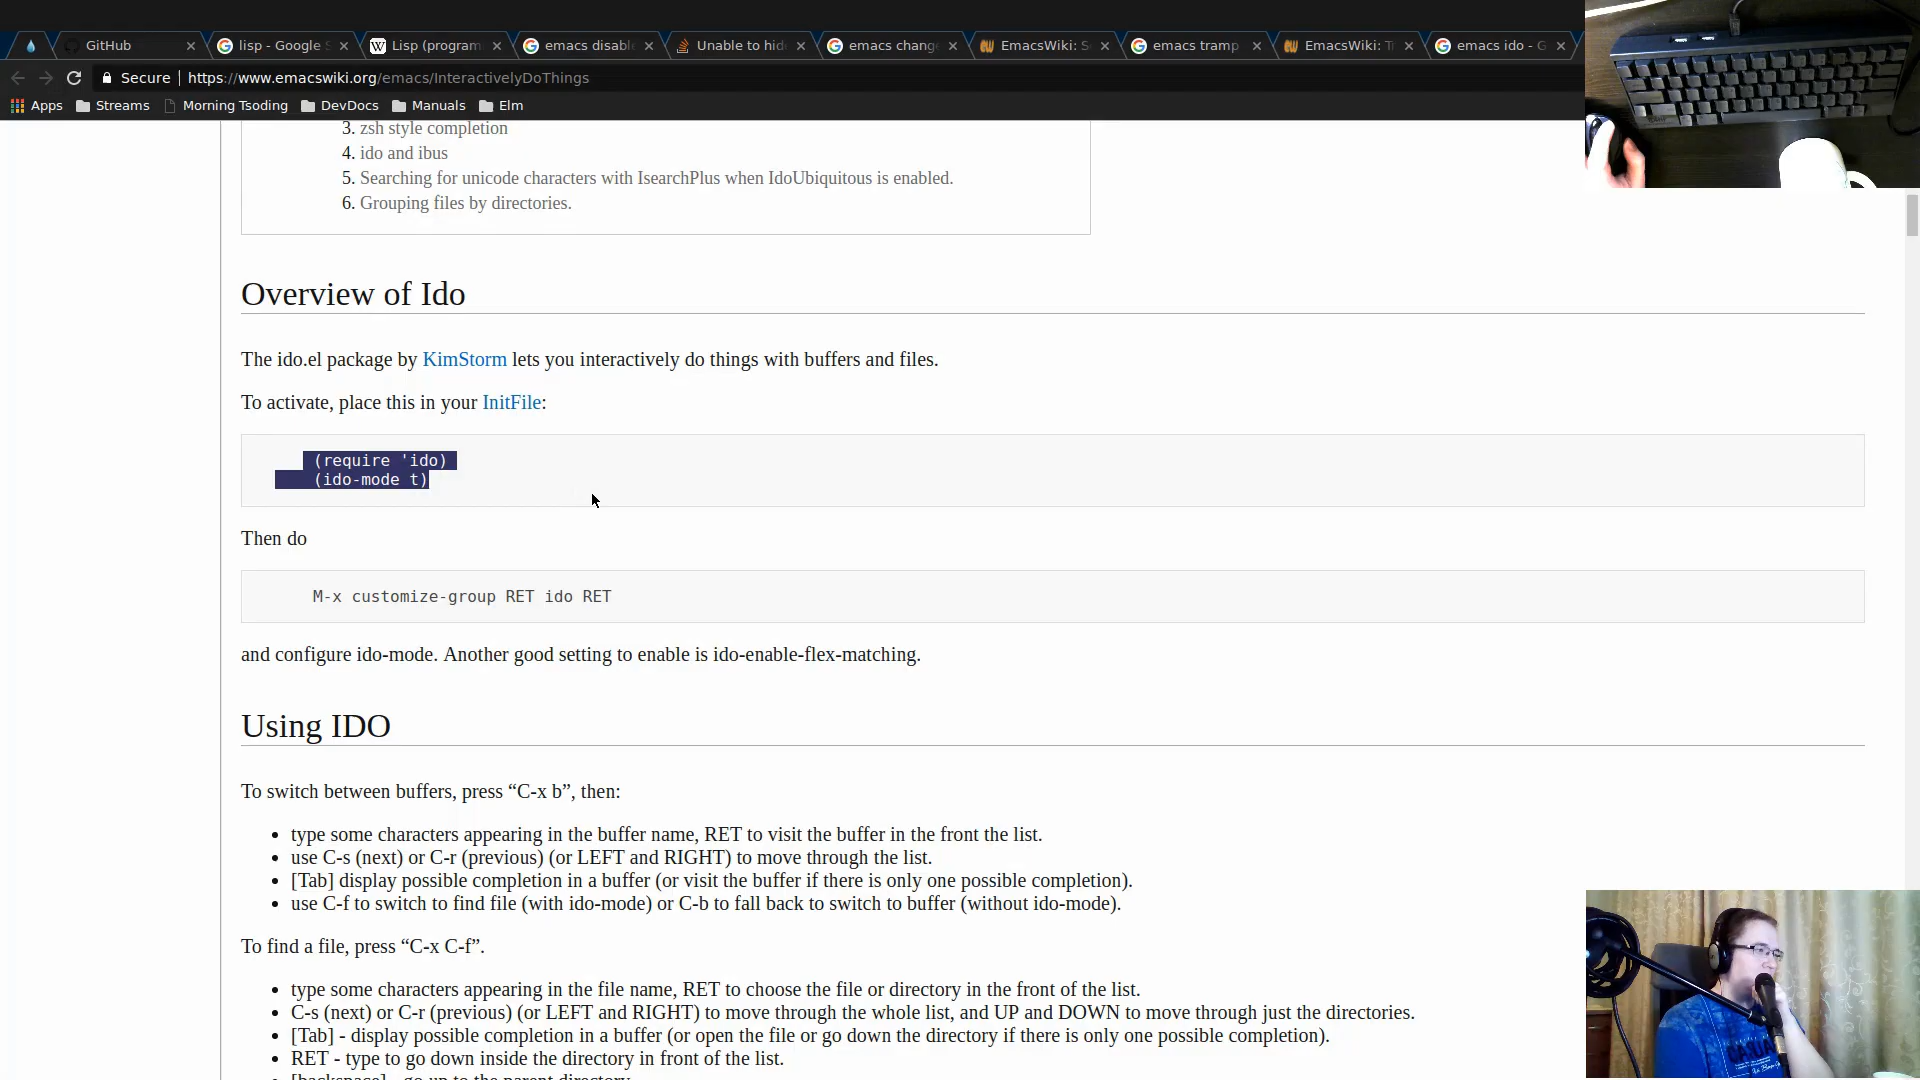 GitHub
lisp - Google S
Lisp (program
emacs disabl
Unable to hid
emacs chang
EmacsWiki: S
emacs tramp
EmacsWiki: T
emacs ido - G
Secure https://www.emacswiki.org/emacs/InteractivelyDoThings
Apps Streams Morning Tsoding DevDocs Manuals Elm
3. zsh style completion
4. ido and ibus
5. Searching for unicode characters with IsearchPlus when IdoUbiquitous is enabled.
6. Grouping files by directories.
Overview of Ido
The ido.el package by KimStorm lets you interactively do things with buffers and files.
To activate, place this in your InitFile:
(require 'ido)
(ido-mode t)
Then do
M-x customize-group RET ido RET
and configure ido-mode. Another good setting to enable is ido-enable-flex-matching.
Using IDO
To switch between buffers, press “C-x b”, then:
• type some characters appearing in the buffer name, RET to visit the buffer in the front the list.
• use C-s (next) or C-r (previous) (or LEFT and RIGHT) to move through the list.
• [Tab] display possible completion in a buffer (or visit the buffer if there is only one possible completion).
• use C-f to switch to find file (with ido-mode) or C-b to fall back to switch to buffer (without ido-mode).
To find a file, press “C-x C-f”.
• type some characters appearing in the file name, RET to choose the file or directory in the front of the list.
• C-s (next) or C-r (previous) (or LEFT and RIGHT) to move through the whole list, and UP and DOWN to move through just the directories.
• [Tab] - display possible completion in a buffer (or open the file or go down the directory if there is only one possible completion).
• RET - type to go down inside the directory in front of the list.
• [backspace] - go up to the parent directory